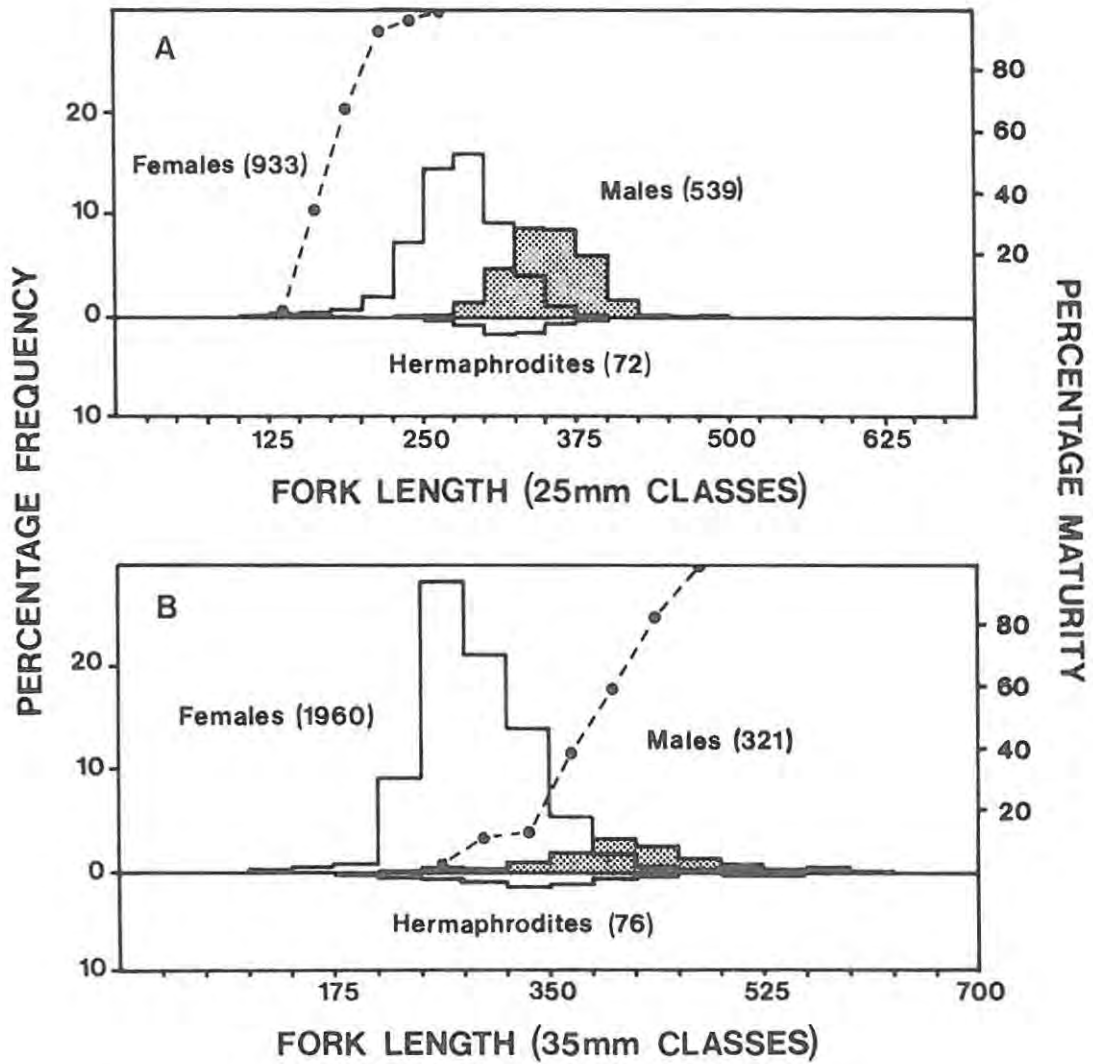 A
20
10
0
10
80
60
40
20
Females (933)
Males (539)
Hermaphrodites (72)
125 250 375 500 625
FORK LENGTH (25mm CLASSES)
PERCENTAGE FREQUENCY
PERCENTAGE MATURITY
B
20
10
0
10
80
60
40
20
Females (1960)
Males (321)
Hermaphrodites (76)
175 350 525 700
FORK LENGTH (35mm CLASSES)